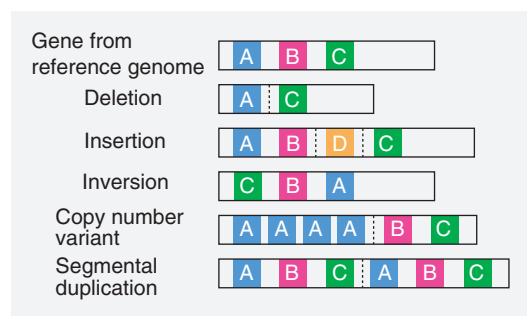 Gene from
reference genome
A B C
Deletion
A C
Insertion
A B D C
Inversion
C B A
Copy number
variant
A A A A B C
Segmental
duplication
A B C A B C